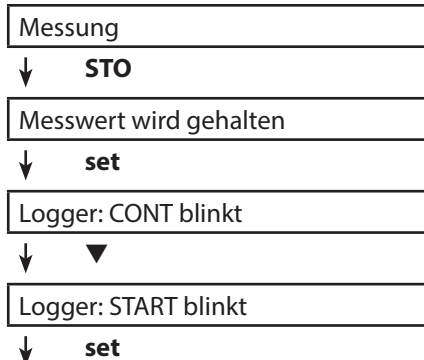 Messung
↓ STO
Messwert wird gehalten
↓ set
Logger: CONT blinkt
↓ ▼
Logger: START blinkt
↓ set